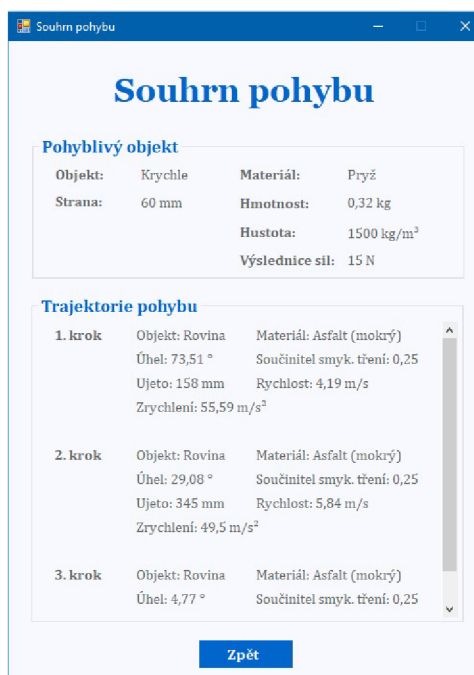 Souhrn pohybu
Souhrn pohybu
Pohyblivý objekt
Objekt: Krychle Materiál: Pryž
Strana: 60 mm Hmotnost: 0,32 kg
Hustota: 1500 kg/m³
Výslednice sil: 15 N
Trajektorie pohybu
1. krok Objekt: Rovina Materiál: Asfalt (mokrý)
Úhel: 73,51 ° Součinitel smyk. tření: 0,25
Ujeto: 158 mm Rychlost: 4,19 m/s
Zrychlení: 55,59 m/s²
2. krok Objekt: Rovina Materiál: Asfalt (mokrý)
Úhel: 29,08 ° Součinitel smyk. tření: 0,25
Ujeto: 345 mm Rychlost: 5,84 m/s
Zrychlení: 49,5 m/s²
3. krok Objekt: Rovina Materiál: Asfalt (mokrý)
Úhel: 4,77 ° Součinitel smyk. tření: 0,25
Zpět